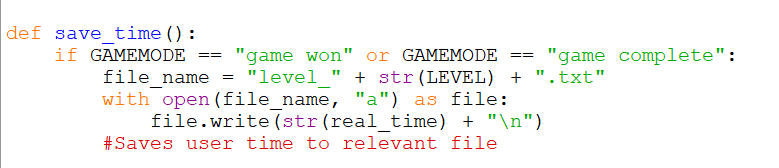 def save_time():
    if GAMEMODE == "game won" or GAMEMODE == "game complete":
        file_name = "level_" + str(LEVEL) + ".txt"
        with open(file_name, "a") as file:
            file.write(str(real_time) + "\n")
        #Saves user time to relevant file